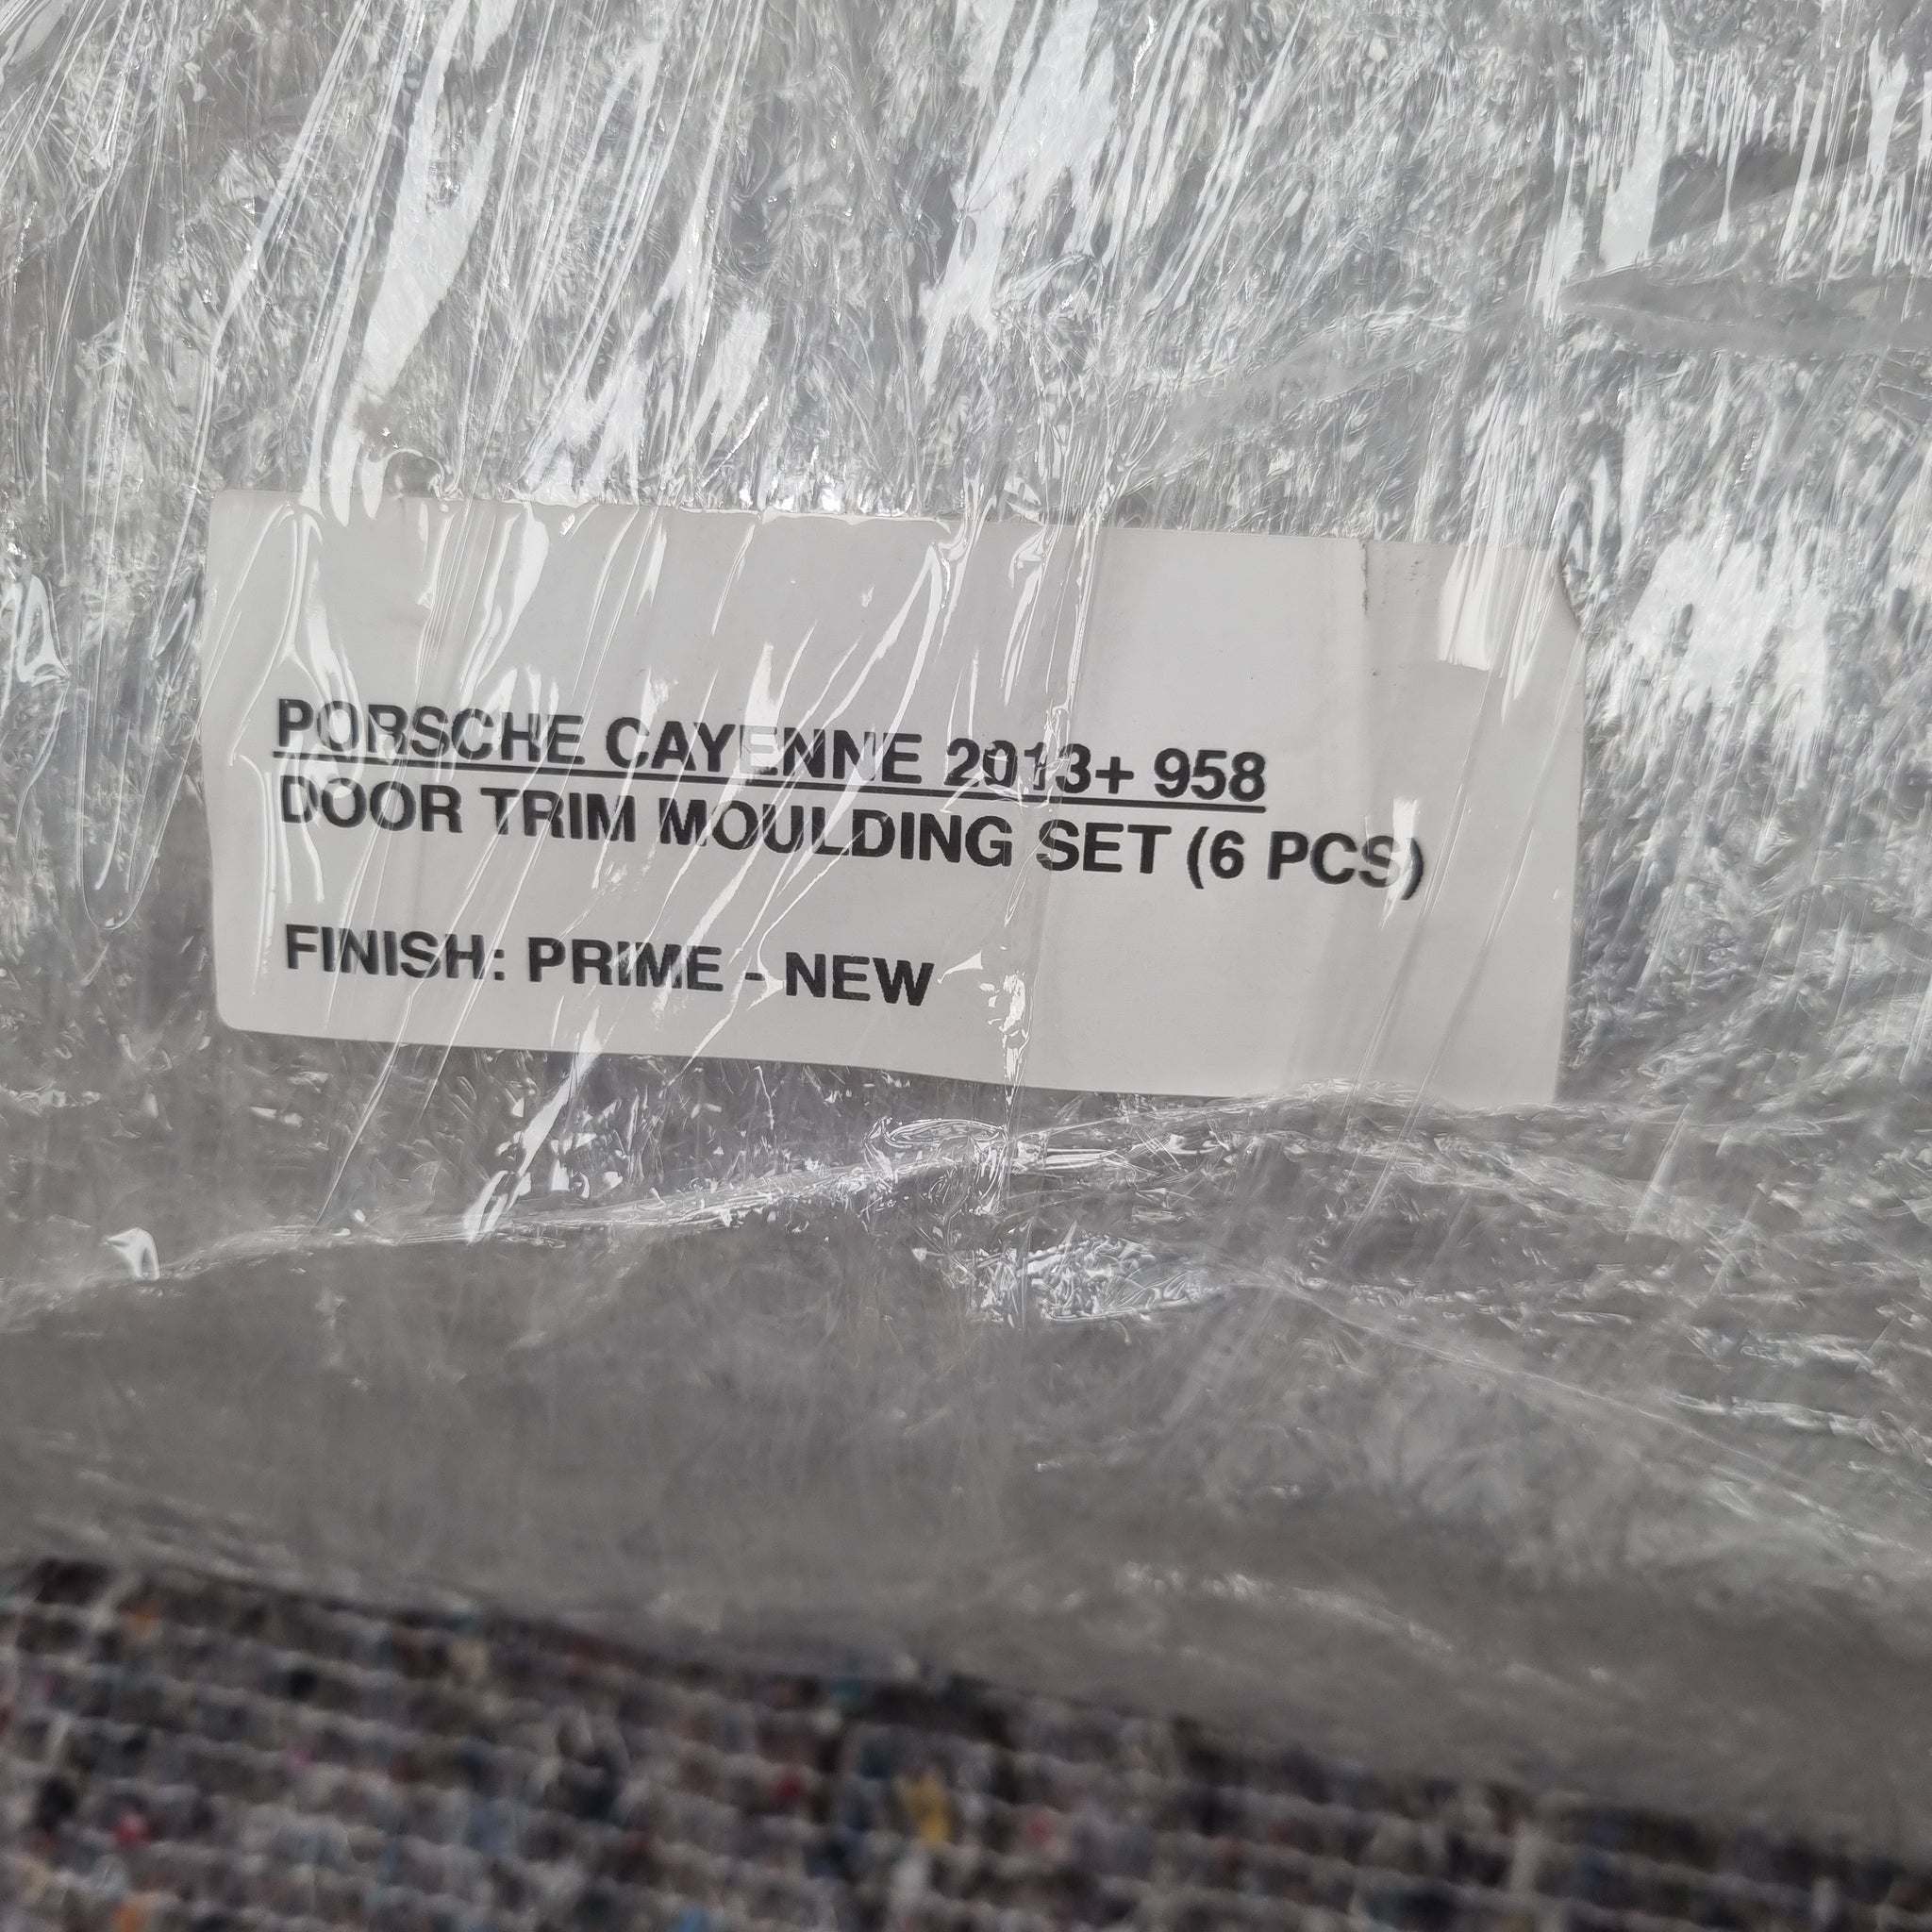 PORSCHE CAYENNE 2013+ 958
DOOR TRIM MOULDING SET (6 PCS)
FINISH: PRIME - NEW